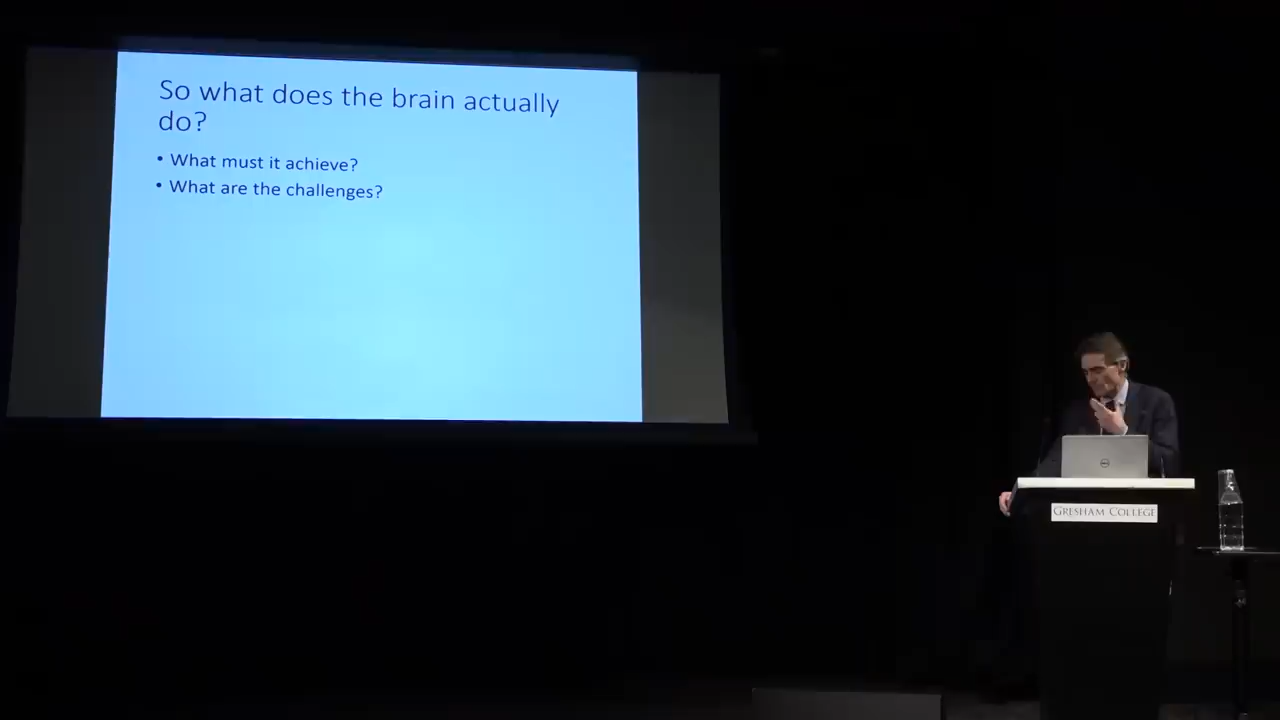 So what does the brain actually
do?
• What must it achieve?
• What are the challenges?
GRESHAM COLLEGE